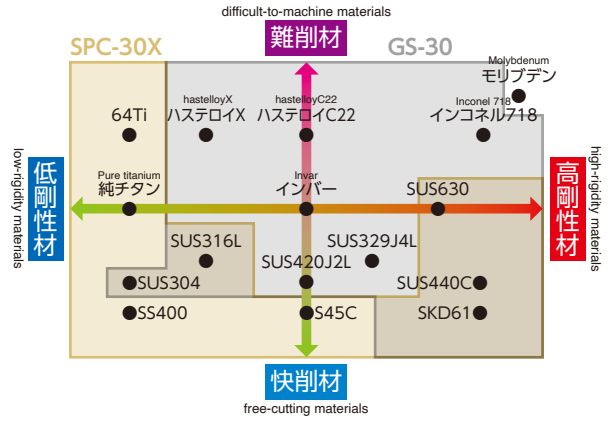 difficult-to-machine materials
難削材
SPC-30X
GS-30
Molybdenum
モリブデン
64Ti
hastelloyX
ハステロイX
hastelloyC22
ハステロイC22
Inconel 718
インコネル718
low-rigidity materials
低剛性材
Pure titanium
純チタン
Invar
インバー
SUS630
高剛性材
high-rigidity materials
SUS316L
SUS329J4L
SUS420J2L
SUS304
SUS440C
SS400
S45C
SKD61
快削材
free-cutting materials